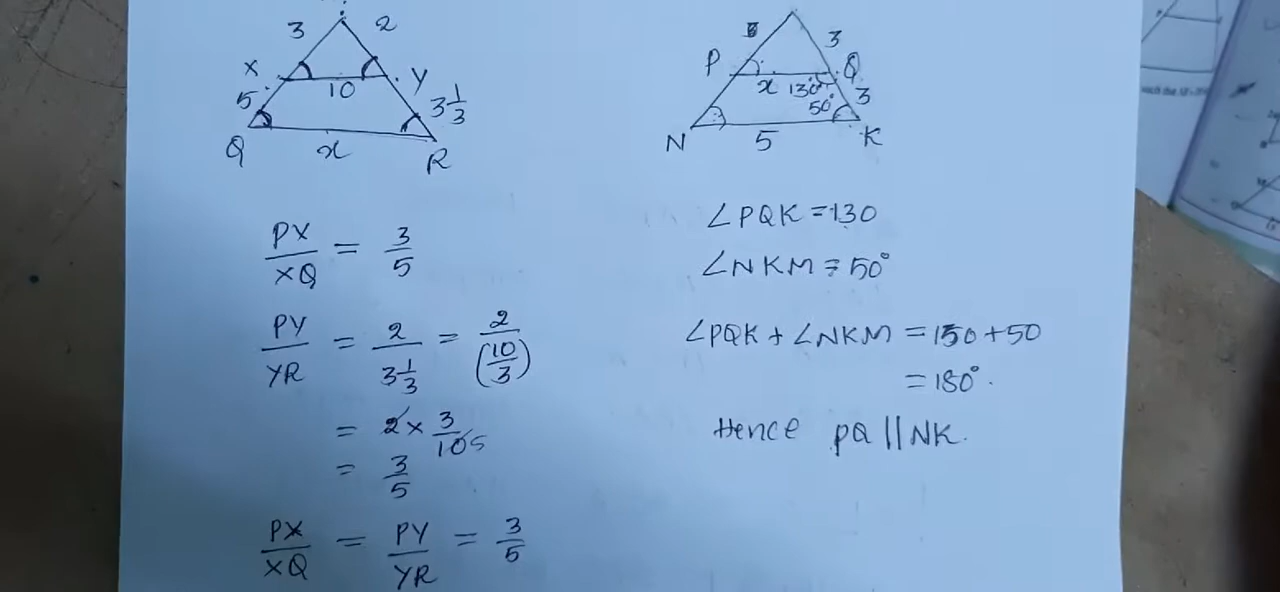 3 2
X 10 Y
5 3 1/3
Q x R
PX/XQ = 3/5
PY/YR = 2/3 1/3 = 2/(10/3)
= 2 × 3/10 5
= 3/5
PX/XQ = PY/YR = 3/5
3
P Q
x 130° 3
50°
N 5 K
∠PQK = 130
∠NKM = 50°
∠PQK + ∠NKM = 130+50
= 180°.
Hence PQ || NK.